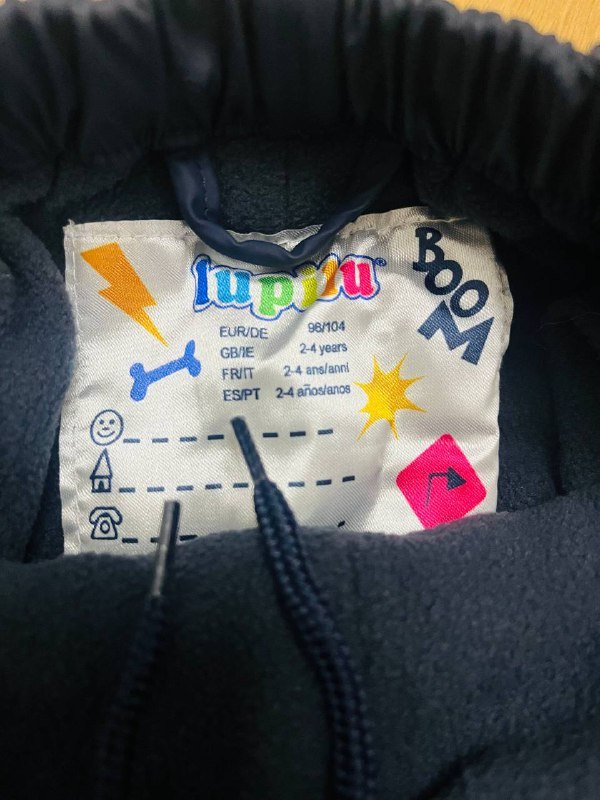 lupilu®
BOOM
EUR/DE 98/104
GB/IE 2-4 years
FR/IT 2-4 ans/anni
ES/PT 2-4 años/anos